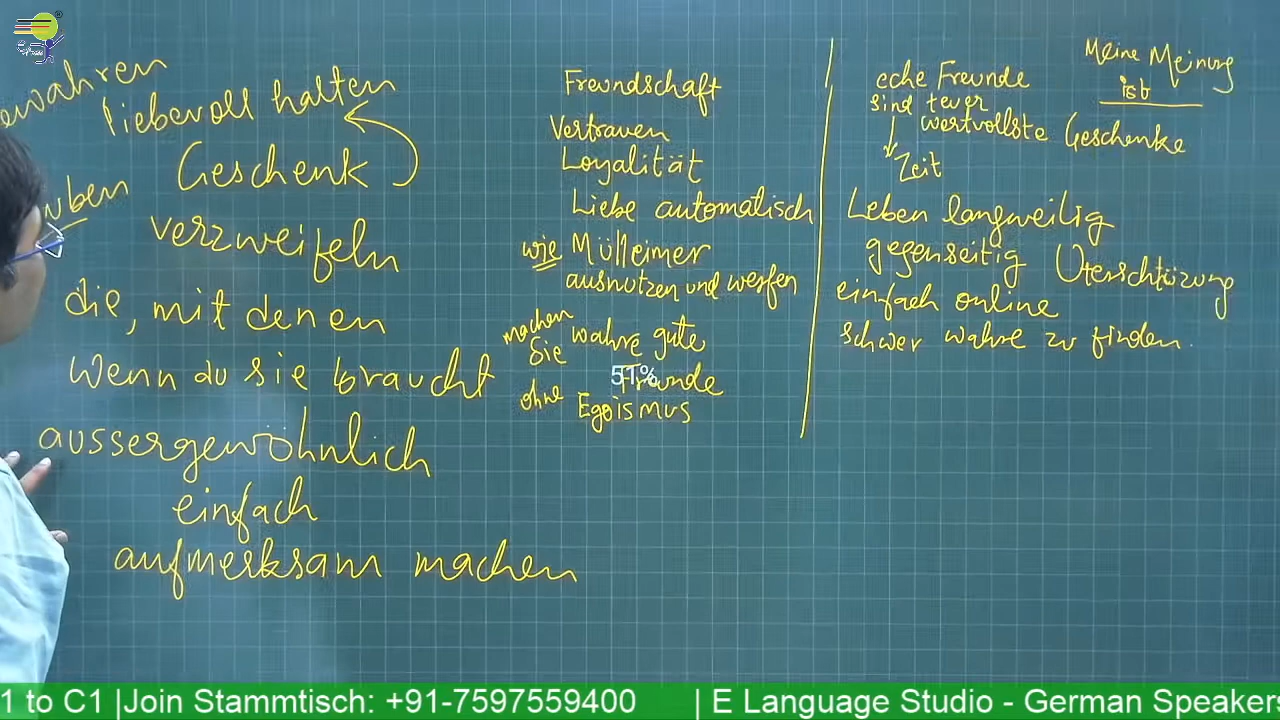 ewahren
liebevoll halten
Geschenk
uben
verzweifeln
die, mit denen
wenn du sie braucht
aussergewöhnlich
einfach
aufmerksam machen
Freundschaft
Vertrauen
Loyalität
Liebe automatisch
wie Mülleimer
ausnutzen und werfen
machen Sie wahre gute
Freunde
ohne Egoismus
51%
Meine Meinung
ist
eche Freunde
sind teuer
wertvollste Geschenke
Zeit
Leben langweilig
gegenseitig Uterschtüzung
einfach online
schwer wahre zu finden.
1 to C1 |Join Stammtisch: +91-7597559400 | E Language Studio - German Speakers